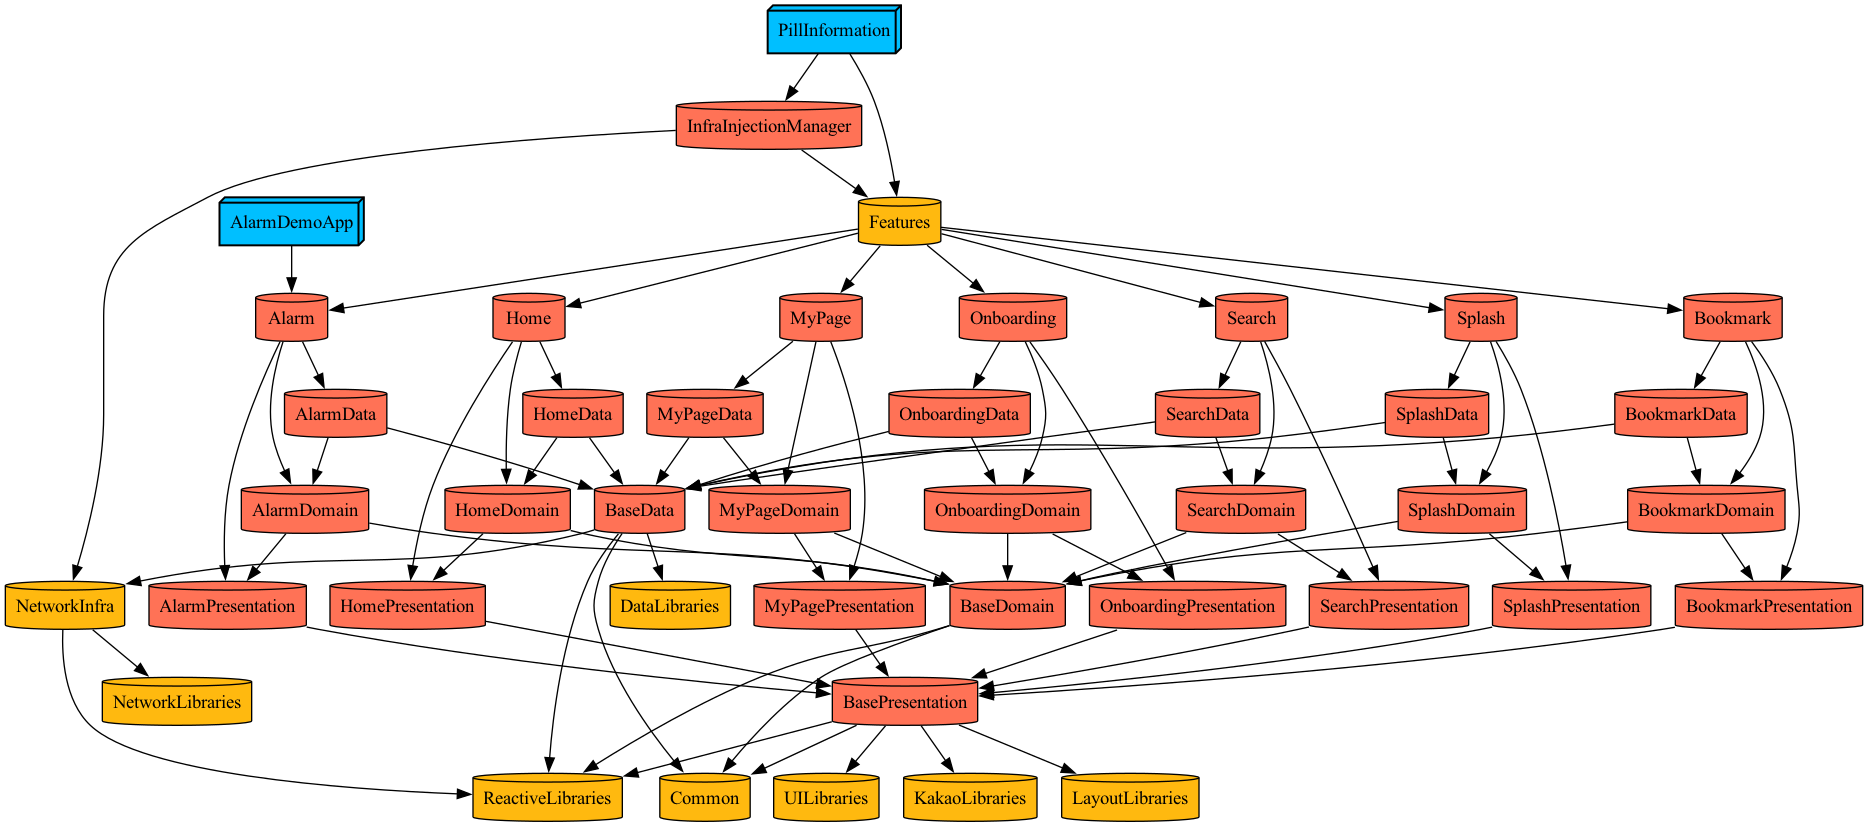 PillInformation
InfraInjectionManager
AlarmDemoApp
Features
Alarm
Home
MyPage
Onboarding
Search
Splash
Bookmark
AlarmData
HomeData
MyPageData
OnboardingData
SearchData
SplashData
BookmarkData
AlarmDomain
HomeDomain
BaseData
MyPageDomain
OnboardingDomain
SearchDomain
SplashDomain
BookmarkDomain
NetworkInfra
AlarmPresentation
HomePresentation
DataLibraries
MyPagePresentation
BaseDomain
OnboardingPresentation
SearchPresentation
SplashPresentation
BookmarkPresentation
NetworkLibraries
BasePresentation
ReactiveLibraries
Common
UILibraries
KakaoLibraries
LayoutLibraries